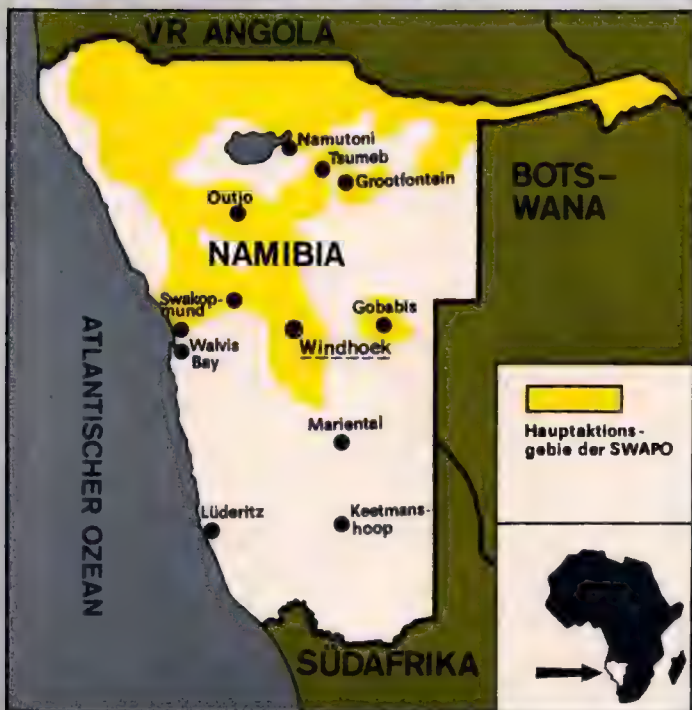 VR ANGOLA
Namutoni
Tsumeb
Grootfontein
BOTS-
WANA
Outjo
NAMIBIA
Swakop-
mund
Gobabis
Walvis
Bay
Windhoek
ATLANTISCHER OZEAN
Hauptaktions-
gebie der SWAPO
Mariental
Lüderitz
Keetmans-
hoop
SÜDAFRIKA